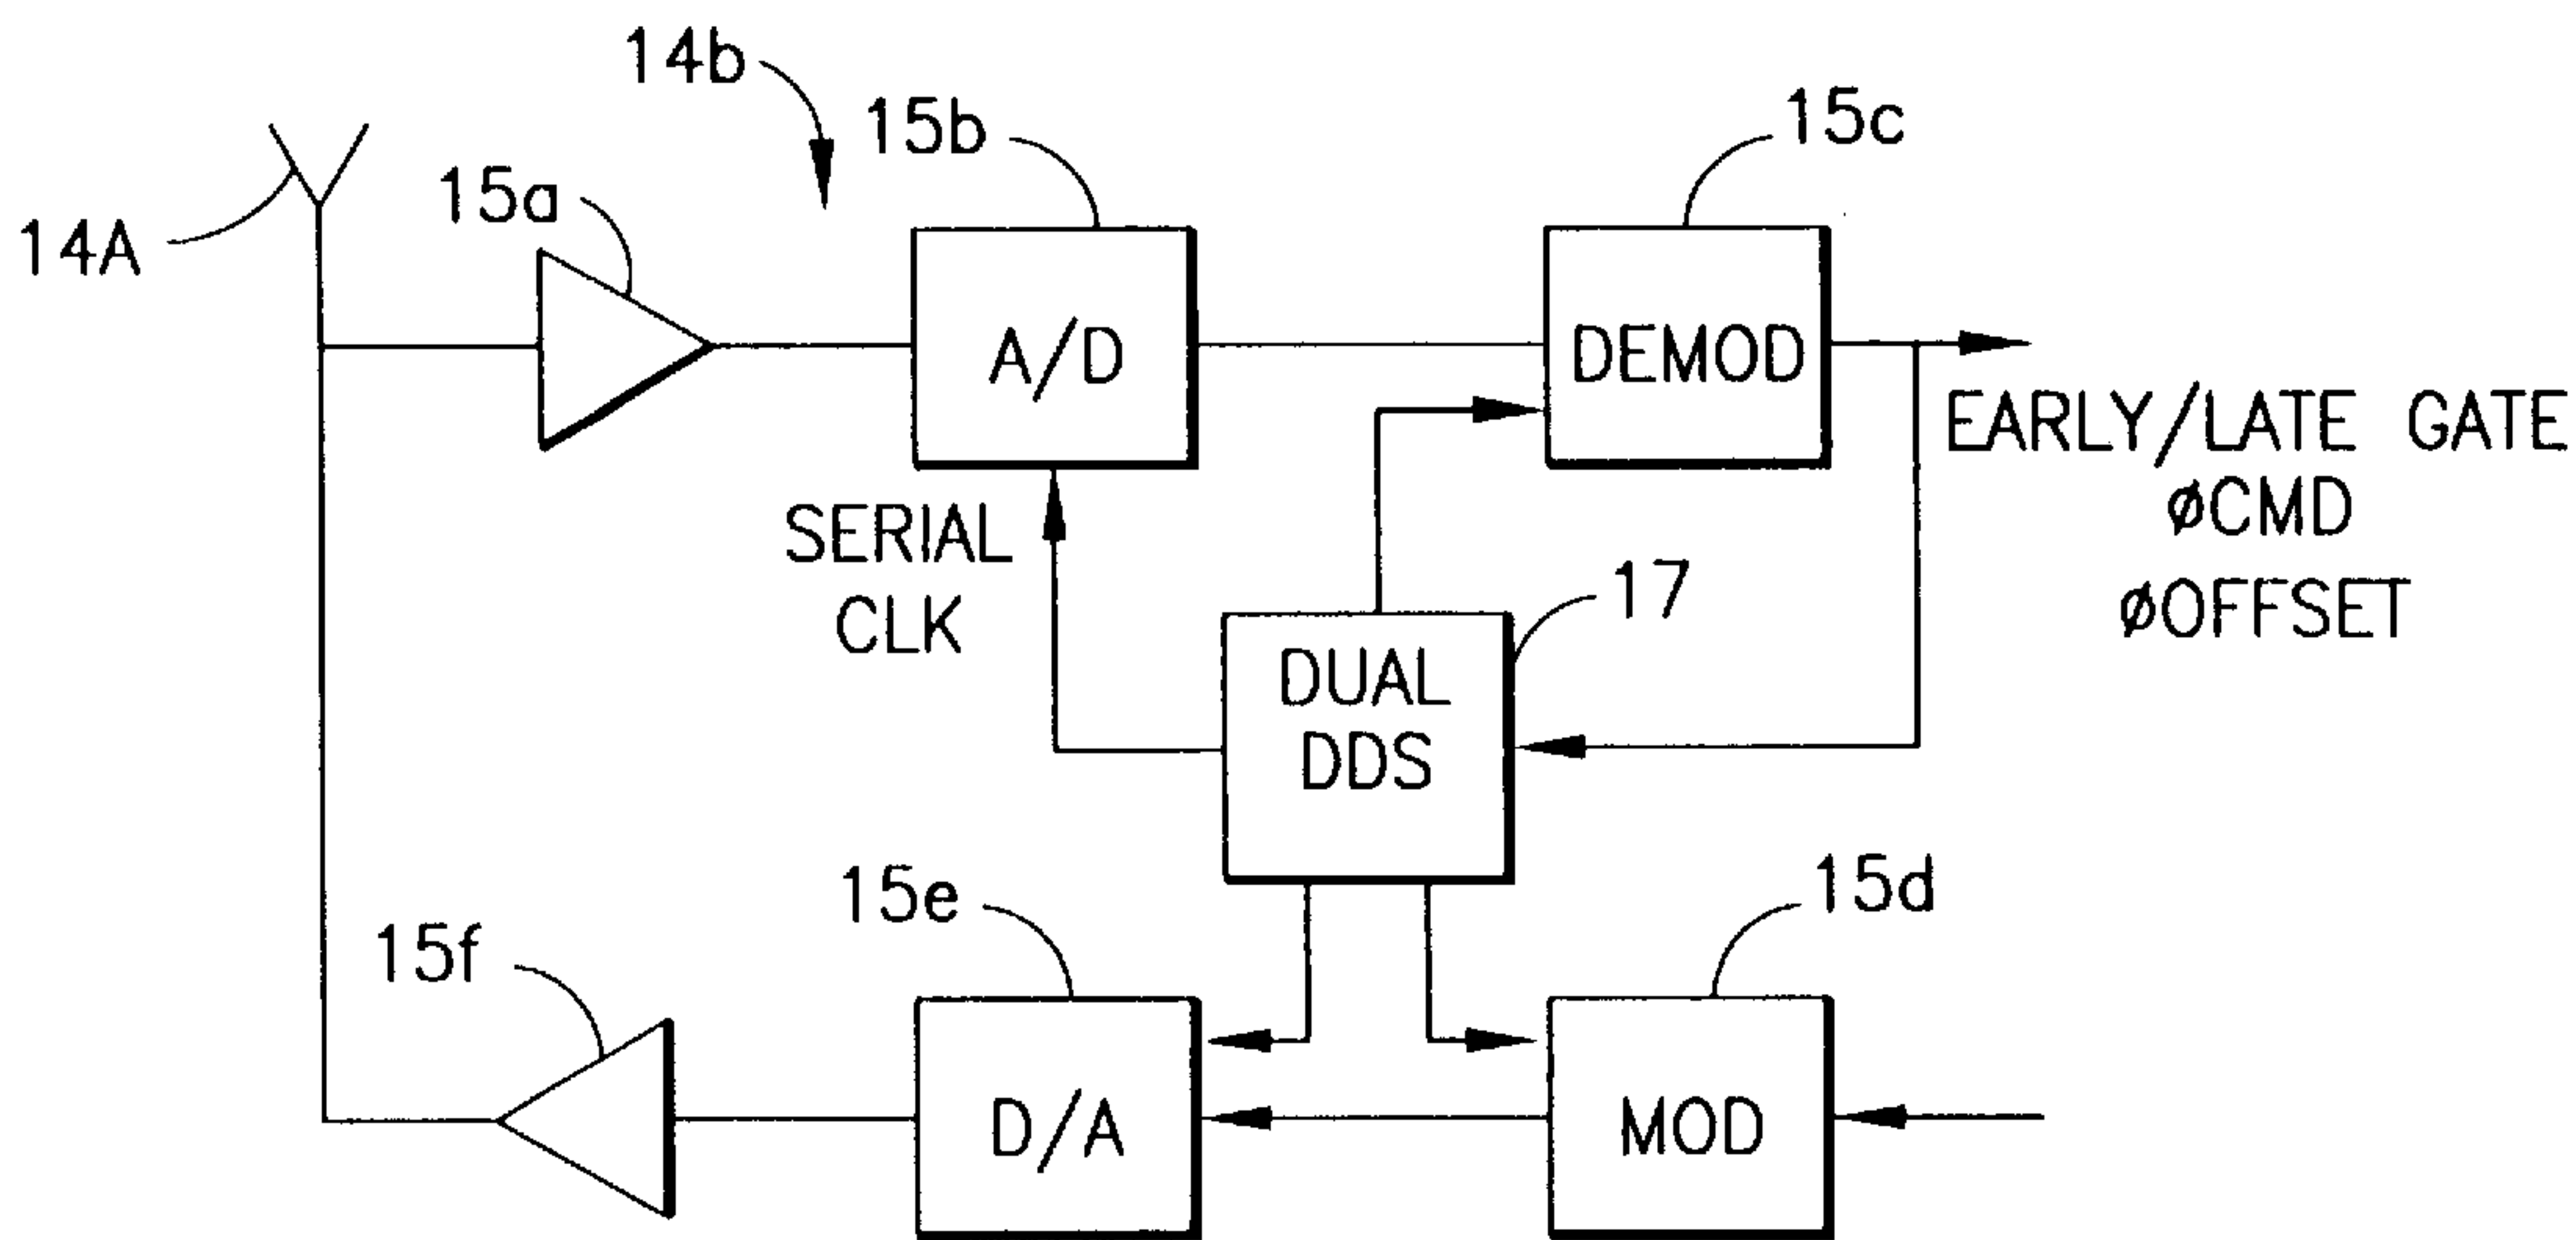 14b
15b
15c
15a
14A
A/D
DEMOD
EARLY/LATE GATE
øCMD
øOFFSET
SERIAL
CLK
17
DUAL
DDS
15e
15d
15f
D/A
MOD